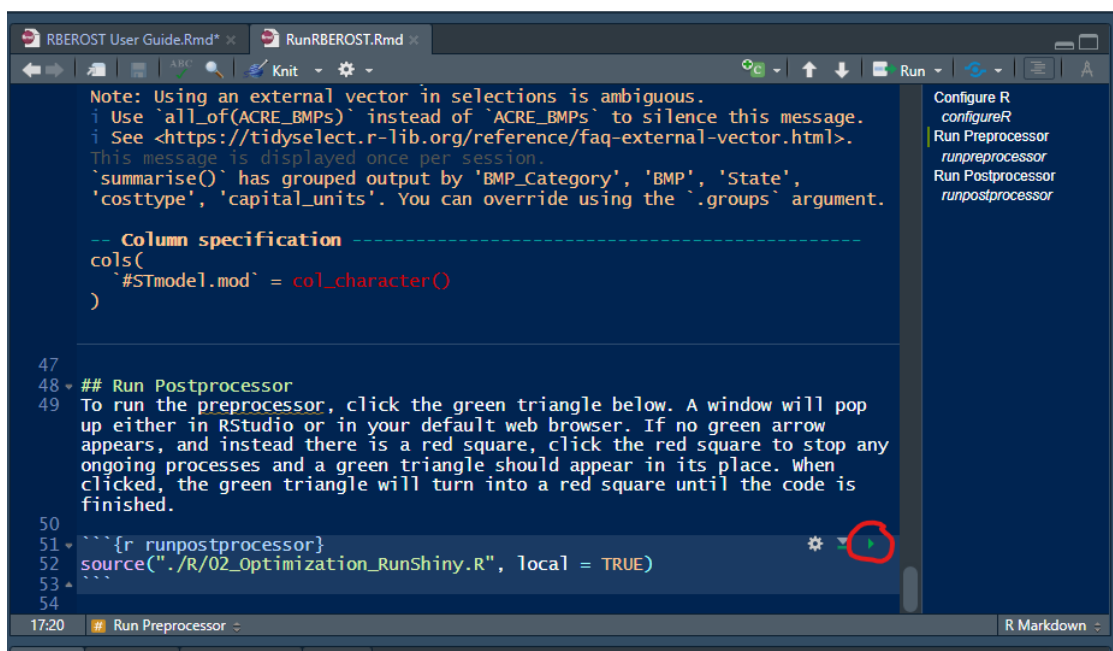 RBEROST User Guide.Rmd* × RunRBEROST.Rmd ×
ABC Knit C Run A
Note: Using an external vector in selections is ambiguous.
i Use `all_of(ACRE_BMPs)` instead of `ACRE_BMPs` to silence this message.
i See <https://tidyselect.r-lib.org/reference/faq-external-vector.html>.
This message is displayed once per session.
`summarise()` has grouped output by 'BMP_Category', 'BMP', 'State',
'costtype', 'capital_units'. You can override using the `.groups` argument.
-- Column specification --------------------------------------------------------
cols(
`#STmodel.mod` = col_character()
)
Configure R
configureR
Run Preprocessor
runpreprocessor
Run Postprocessor
runpostprocessor
47
48 ## Run Postprocessor
49 To run the preprocessor, click the green triangle below. A window will pop
up either in RStudio or in your default web browser. If no green arrow
appears, and instead there is a red square, click the red square to stop any
ongoing processes and a green triangle should appear in its place. When
clicked, the green triangle will turn into a red square until the code is
finished.
50
51 ```{r runpostprocessor}
52 source("./R/02_Optimization_RunShiny.R", local = TRUE)
53 ```
54
17:20 # Run Preprocessor R Markdown